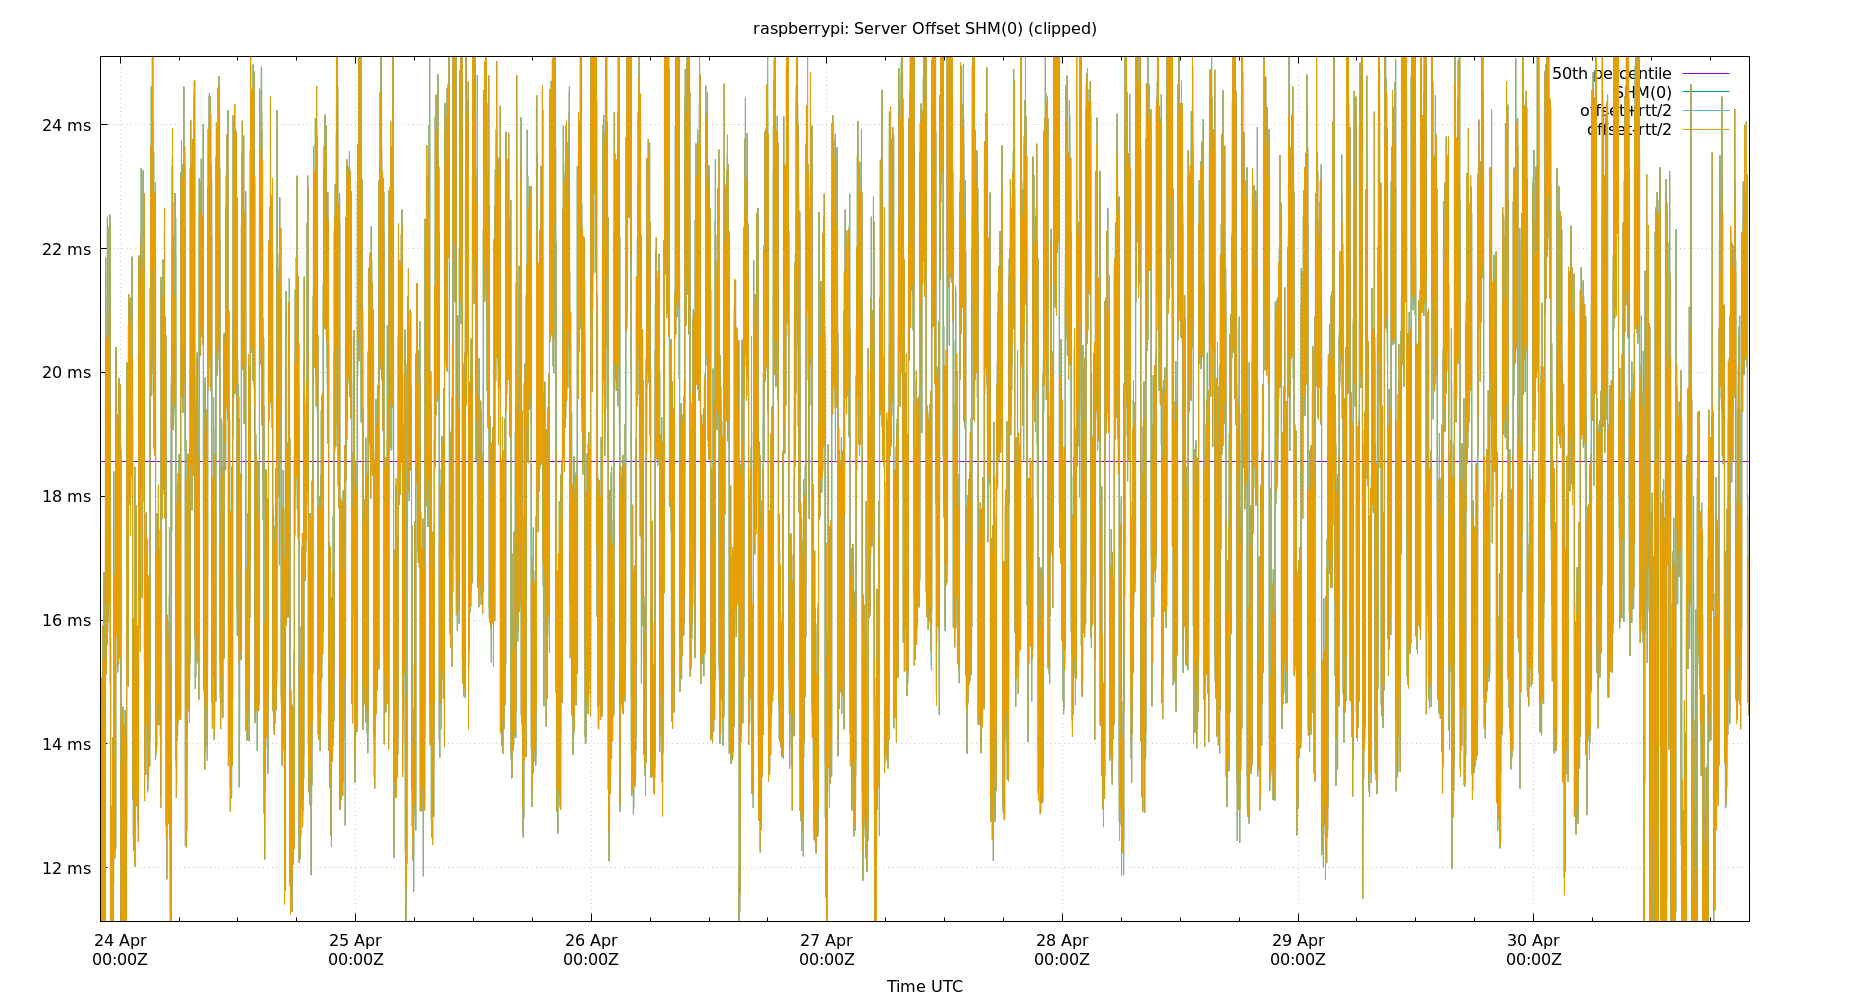 raspberrypi: Server Offset SHM(0) (clipped)
50th percentile
SHM(0)
offset+rtt/2
offset-rtt/2
24 ms
22 ms
20 ms
18 ms
16 ms
14 ms
12 ms
24 Apr 25 Apr 26 Apr 27 Apr 28 Apr 29 Apr 30 Apr
00:00Z 00:00Z 00:00Z 00:00Z 00:00Z 00:00Z 00:00Z
Time UTC